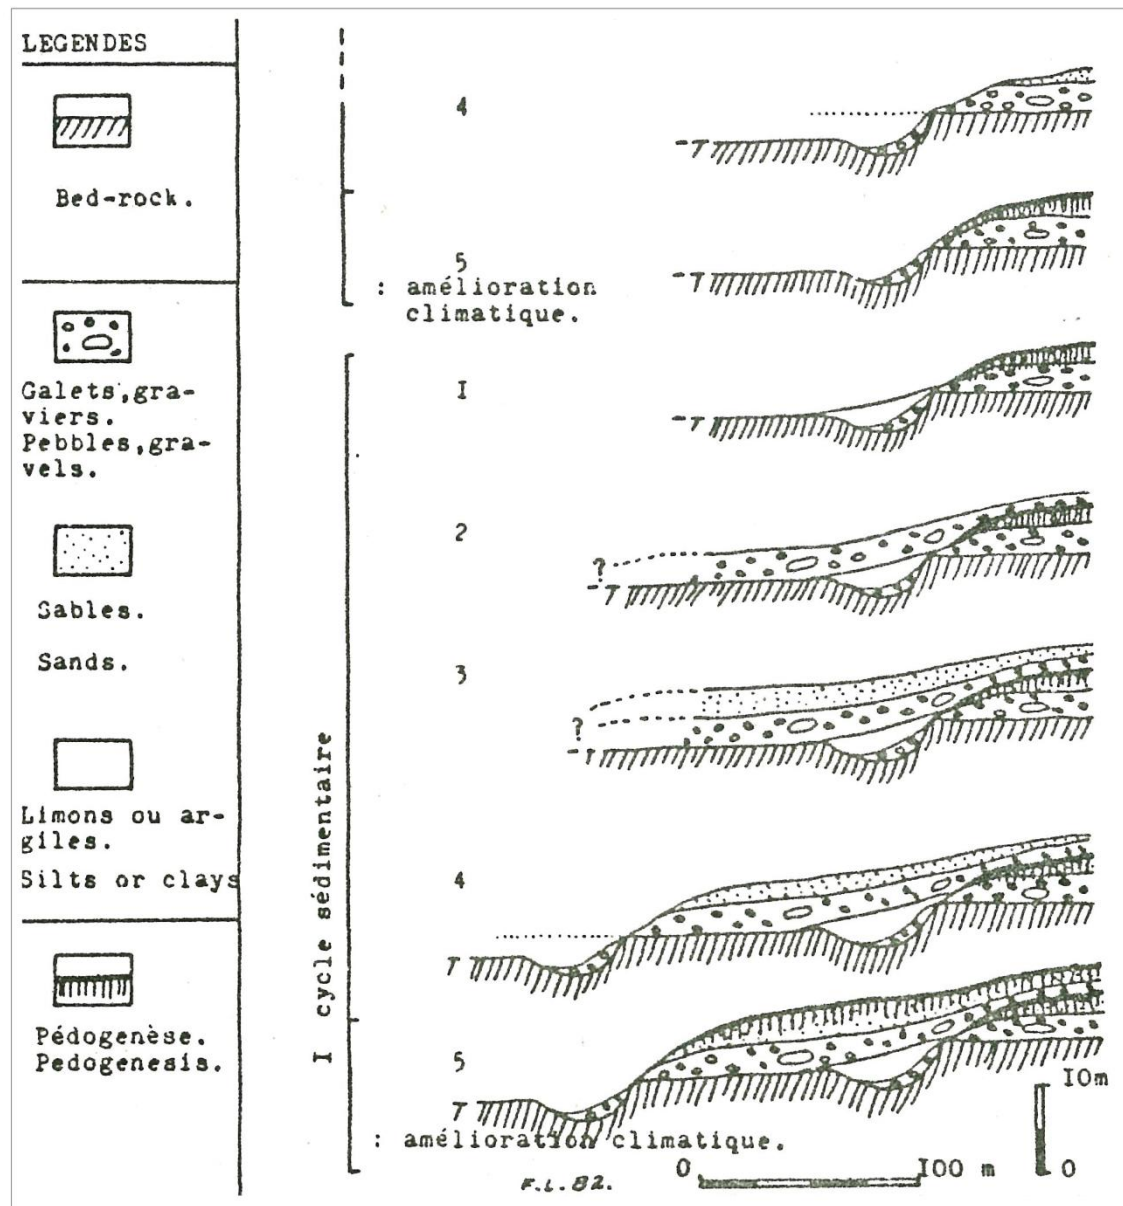 LEGENDES
Bed-rock.
Galets,gra-
viers.
Pebbles,gra-
vels.
Sables.
Sands.
Limons ou ar-
giles.
Silts or clays
Pédogenèse.
Pedogenesis.
4
5
: amélioration
climatique.
I
2
3
4
5
: amélioration climatique.
I cycle sédimentaire
T
T
T
?
T
?
T
T
T
IOm
0
0
IOO m
F.L.82.